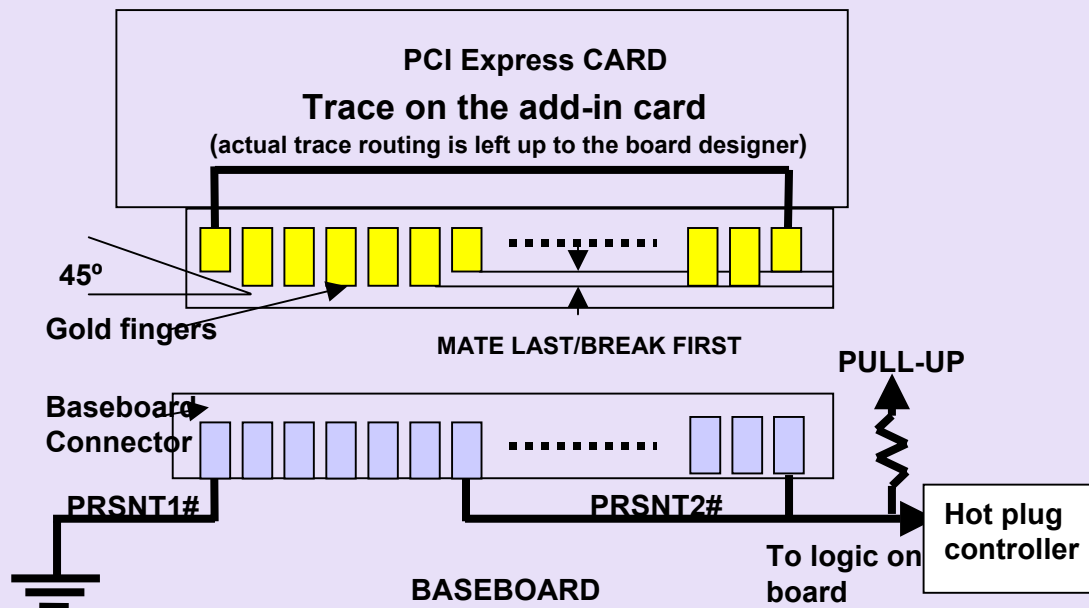 PCI Express CARD
Trace on the add-in card
(actual trace routing is left up to the board designer)
45º
Gold fingers
MATE LAST/BREAK FIRST
PULL-UP
Baseboard
Connector
PRSNT1#
PRSNT2#
Hot plug
controller
To logic on
board
BASEBOARD